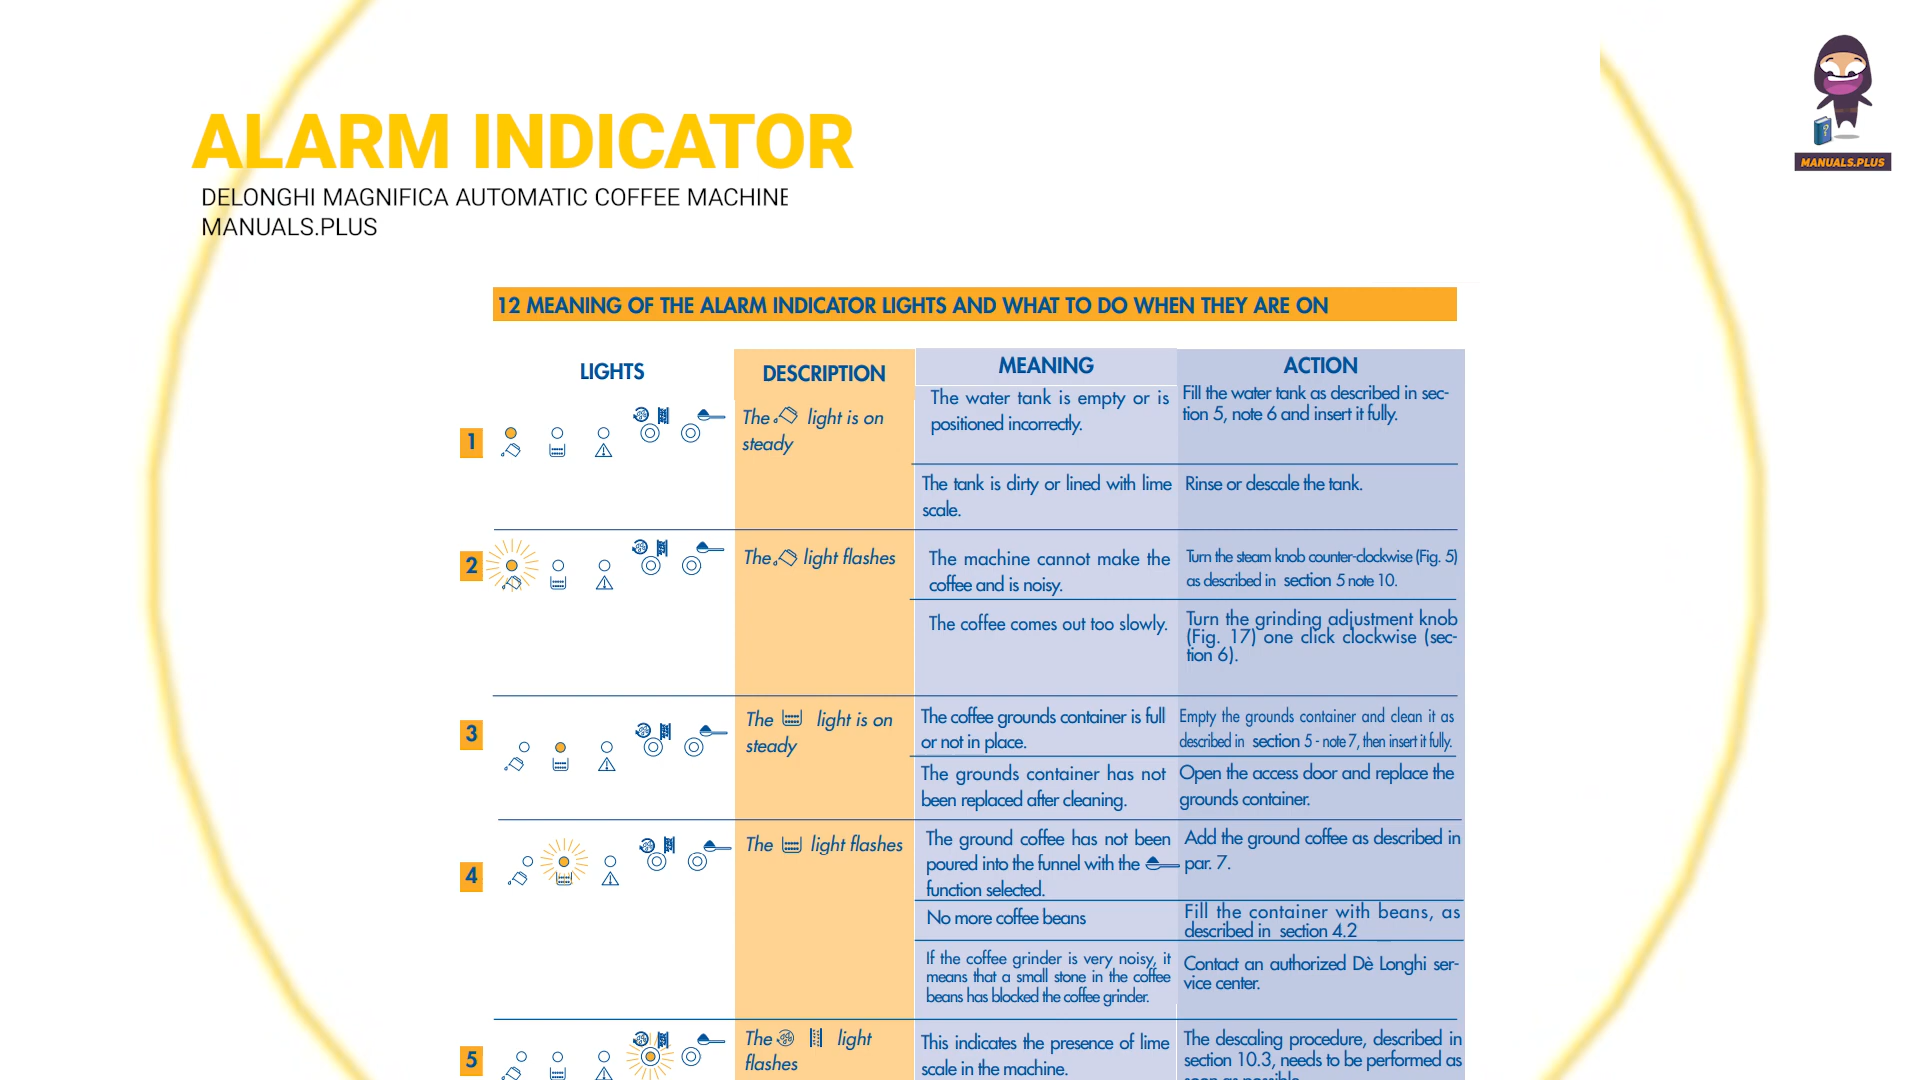 ALARM INDICATOR
DELONGHI MAGNIFICA AUTOMATIC COFFEE MACHINE
MANUALS.PLUS
MANUALS.PLUS
12 MEANING OF THE ALARM INDICATOR LIGHTS AND WHAT TO DO WHEN THEY ARE ON
LIGHTS
DESCRIPTION
MEANING
ACTION
1
The light is on
steady
The water tank is empty or is
positioned incorrectly.
Fill the water tank as described in sec-
tion 5, note 6 and insert it fully.
The tank is dirty or lined with lime
scale.
Rinse or descale the tank.
2
The light flashes
The machine cannot make the
coffee and is noisy.
Turn the steam knob counter-clockwise (Fig. 5)
as described in section 5 note 10.
The coffee comes out too slowly.
Turn the grinding adjustment knob
(Fig. 17) one click clockwise (sec-
tion 6).
3
The light is on
steady
The coffee grounds container is full
or not in place.
Empty the grounds container and clean it as
described in section 5 - note 7, then insert it fully.
The grounds container has not
been replaced after cleaning.
Open the access door and replace the
grounds container.
4
The light flashes
The ground coffee has not been
poured into the funnel with the
function selected.
Add the ground coffee as described in
par. 7.
No more coffee beans
Fill the container with beans, as
described in section 4.2
If the coffee grinder is very noisy, it
means that a small stone in the coffee
beans has blocked the coffee grinder.
Contact an authorized Dè Longhi ser-
vice center.
5
The light
flashes
This indicates the presence of lime
scale in the machine.
The descaling procedure, described in
section 10.3, needs to be performed as